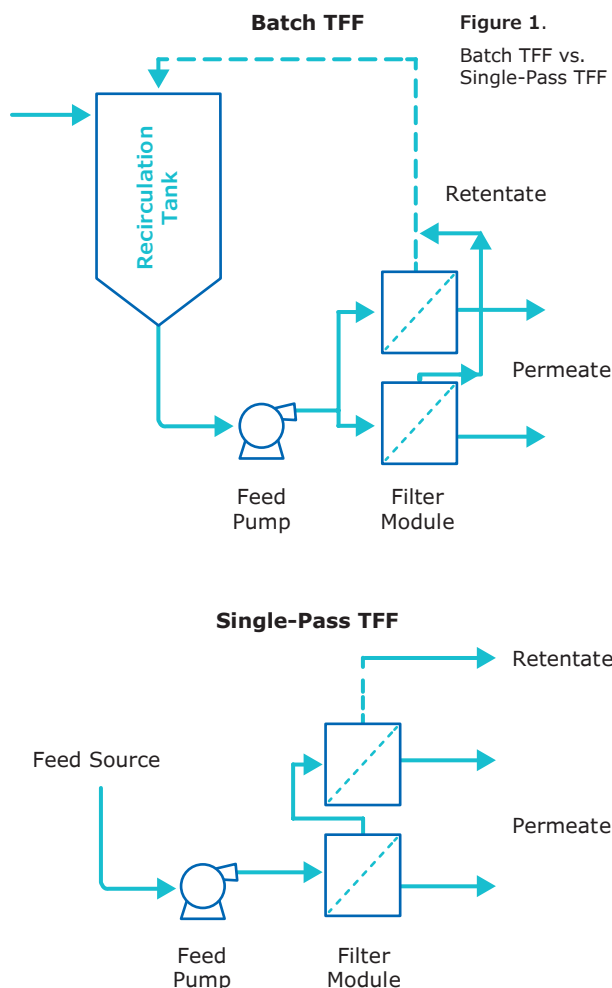 Batch TFF
Figure 1.
Batch TFF vs.
Single-Pass TFF
Recirculation
Tank
Retentate
Permeate
Feed
Pump
Filter
Module
Single-Pass TFF
Retentate
Feed Source
Permeate
Feed
Pump
Filter
Module